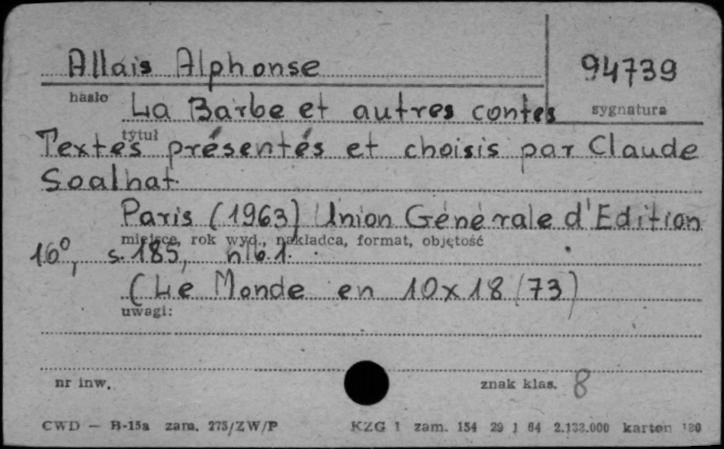 Allais Alphonse
94739
hasło
La Barbe et autres contes
sygnatura
tytuł
Textes présentés et choisis par Claude
Soalhat
Paris (1963) Union Générale d'Edition
miejsce, rok wyd., nakładca, format, objętość
16°, s. 185, nlb. 1.
(Le Monde en 10x18/73)
uwagi:
nr inw.
znak klas. 8
CWD — B-15a zam. 275/ZW/P
KZG 1 zam. 154 29 1 64 2.133.000 karton